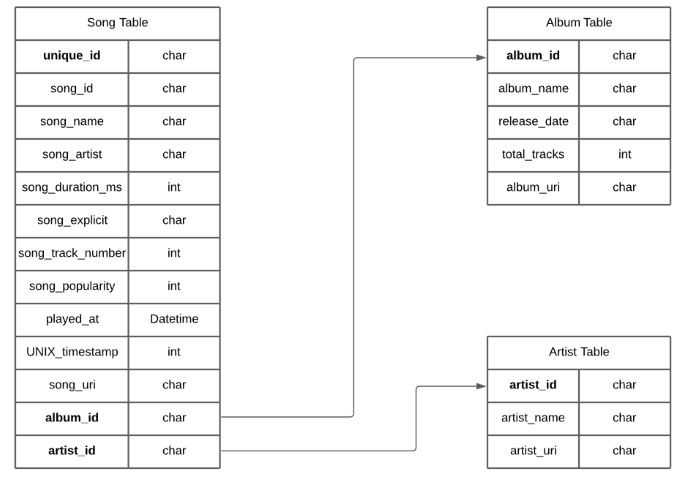 Song Table
unique_id char
song_id char
song_name char
song_artist char
song_duration_ms int
song_explicit char
song_track_number int
song_popularity int
played_at Datetime
UNIX_timestamp int
song_uri char
album_id char
artist_id char
Album Table
album_id char
album_name char
release_date char
total_tracks int
album_uri char
Artist Table
artist_id char
artist_name char
artist_uri char